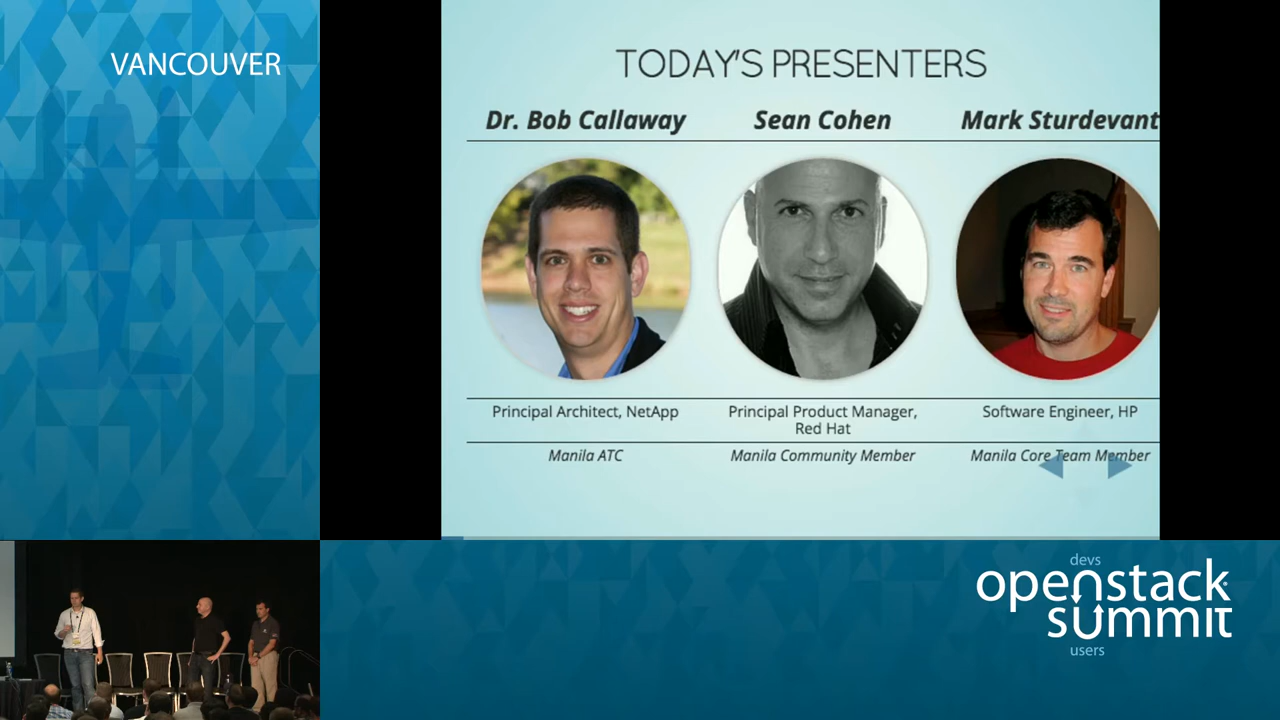 VANCOUVER
TODAY'S PRESENTERS
Dr. Bob Callaway
Sean Cohen
Mark Sturdevant
Principal Architect, NetApp
Principal Product Manager,
Red Hat
Software Engineer, HP
Manila ATC
Manila Community Member
Manila Core Team Member
devs
openstack
summit
users